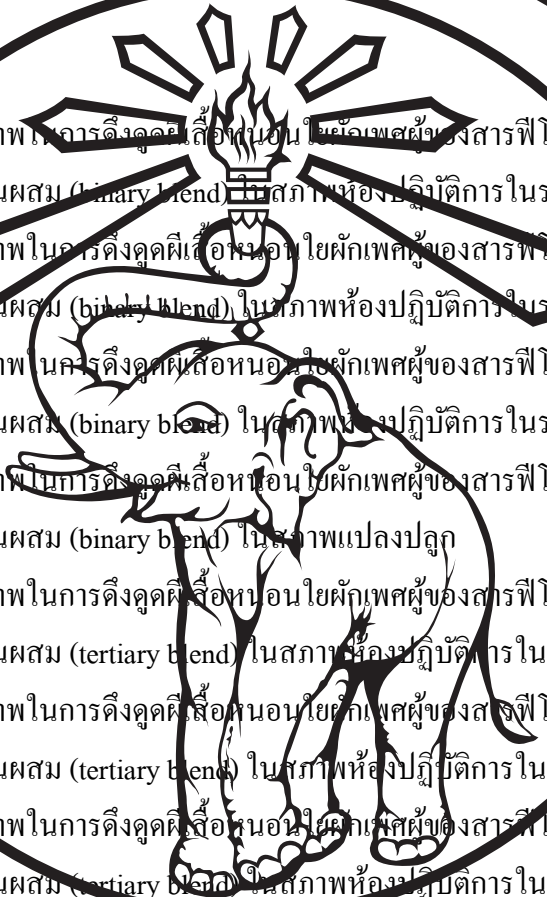 พในการดึงดูดผีเสื้อหนอนใยผักเพศผู้ของสารฟีโ
นผสม (binary blend) ในสภาพห้องปฏิบัติการในร
พในการดึงดูดผีเสื้อหนอนใยผักเพศผู้ของสารฟีโ
นผสม (binary blend) ในสภาพห้องปฏิบัติการในร
พในการดึงดูดผีเสื้อหนอนใยผักเพศผู้ของสารฟีโ
นผสม (binary blend) ในสภาพห้องปฏิบัติการในร
พในการดึงดูดผีเสื้อหนอนใยผักเพศผู้ของสารฟีโ
นผสม (binary blend) ในสภาพแปลงปลูก
พในการดึงดูดผีเสื้อหนอนใยผักเพศผู้ของสารฟีโ
นผสม (tertiary blend) ในสภาพห้องปฏิบัติการใน
พในการดึงดูดผีเสื้อหนอนใยผักเพศผู้ของสารฟีโ
นผสม (tertiary blend) ในสภาพห้องปฏิบัติการใน
พในการดึงดูดผีเสื้อหนอนใยผักเพศผู้ของสารฟีโ
นผสม (tertiary blend) ในสภาพห้องปฏิบัติการใน